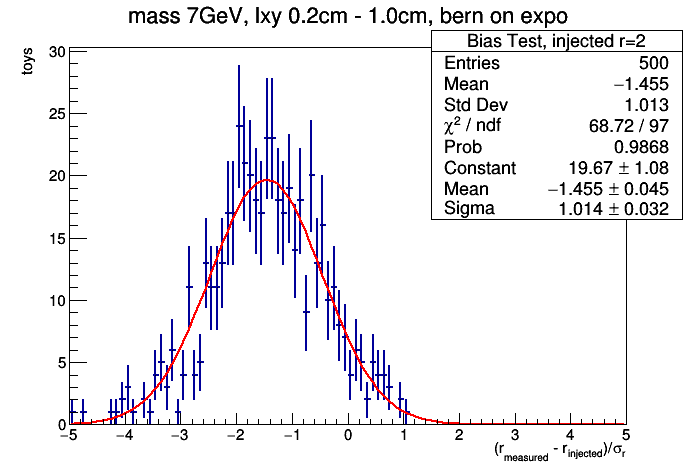 mass 7GeV, lxy 0.2cm - 1.0cm, bern on expo
Bias Test, injected r=2
Entries 500
Mean −1.455
Std Dev 1.013
χ² / ndf 68.72 / 97
Prob 0.9868
Constant 19.67 ± 1.08
Mean −1.455 ± 0.045
Sigma 1.014 ± 0.032
toys
30
25
20
15
10
5
0
−5 −4 −3 −2 −1 0 1 2 3 4 5
(r_measured - r_injected)/σ_r